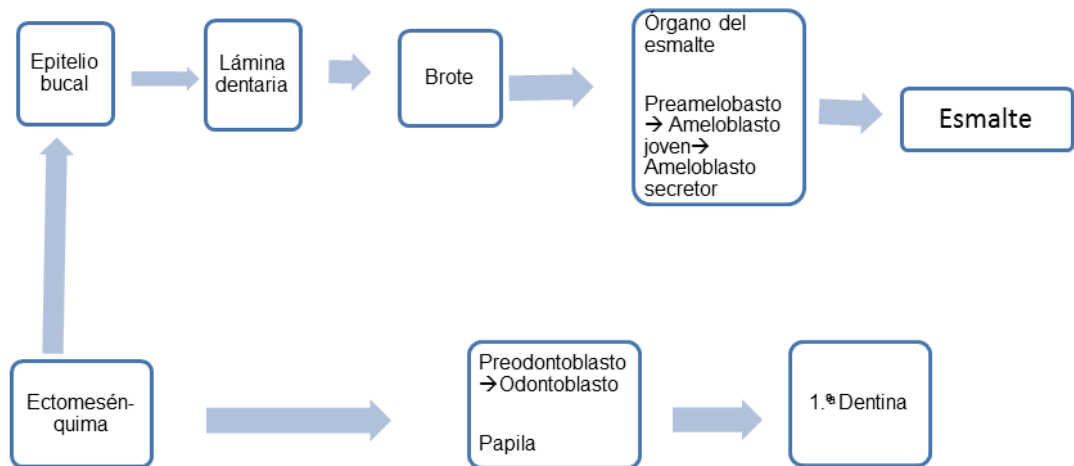 Epitelio
bucal
Lámina
dentaria
Brote
Órgano del
esmalte
Preamelobasto
→ Ameloblasto
joven→
Ameloblasto
secretor
Esmalte
Ectomesén-
quima
Preodontoblasto
→Odontoblasto
Papila
1.ª Dentina